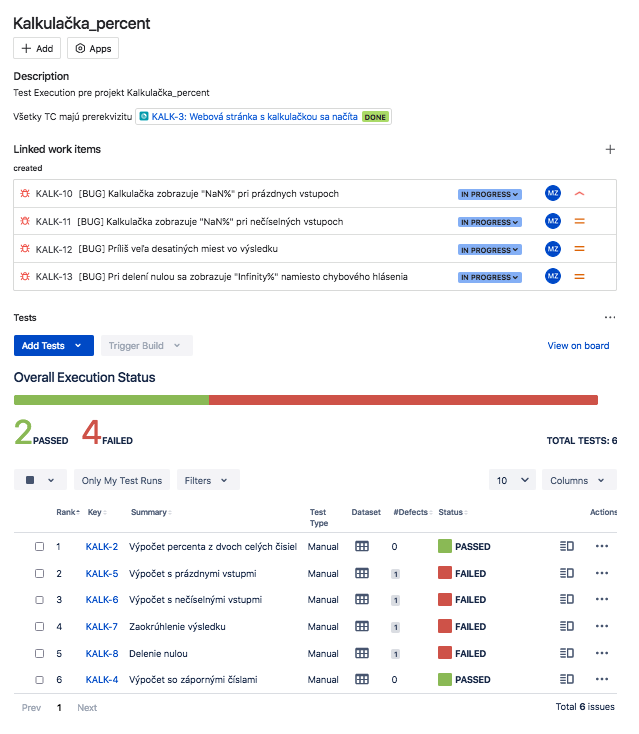 Kalkulačka_percent
Add Apps
Description
Test Execution pre projekt Kalkulačka_percent
Všetky TC majú prerekvizitu KALK-3: Webová stránka s kalkulačkou sa načíta DONE
Linked work items
created
KALK-10 [BUG] Kalkulačka zobrazuje "NaN%" pri prázdnych vstupoch IN PROGRESS MZ
KALK-11 [BUG] Kalkulačka zobrazuje "NaN%" pri nečíselných vstupoch IN PROGRESS MZ
KALK-12 [BUG] Príliš veľa desatiných miest vo výsledku IN PROGRESS MZ
KALK-13 [BUG] Pri delení nulou sa zobrazuje "Infinity%" namiesto chybového hlásenia IN PROGRESS MZ
Tests
Add Tests Trigger Build View on board
Overall Execution Status
2 PASSED 4 FAILED TOTAL TESTS: 6
Only My Test Runs Filters 10 Columns
Rank Key Summary Test Type Dataset #Defects Status Actions
1 KALK-2 Výpočet percenta z dvoch celých čisiel Manual 0 PASSED
2 KALK-5 Výpočet s prázdnymi vstupmi Manual 1 FAILED
3 KALK-6 Výpočet s nečíselnými vstupmi Manual 1 FAILED
4 KALK-7 Zaokrúhlenie výsledku Manual 1 FAILED
5 KALK-8 Delenie nulou Manual 1 FAILED
6 KALK-4 Výpočet so zápornými číslami Manual 0 PASSED
Prev 1 Next Total 6 issues